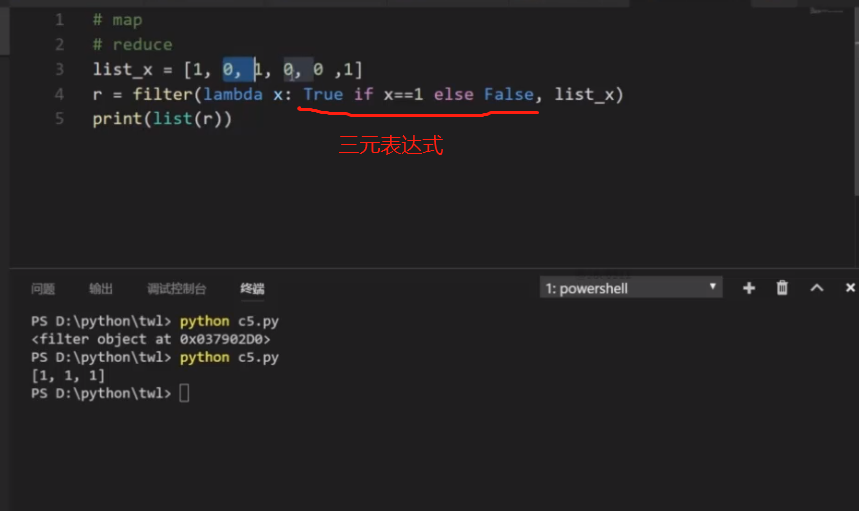 1 # map
2 # reduce
3 list_x = [1, 0, 1, 0, 0 ,1]
4 r = filter(lambda x: True if x==1 else False, list_x)
5 print(list(r))
三元表达式
问题 输出 调试控制台 终端 1: powershell
PS D:\python\twl> python c5.py
<filter object at 0x037902D0>
PS D:\python\twl> python c5.py
[1, 1, 1]
PS D:\python\twl>